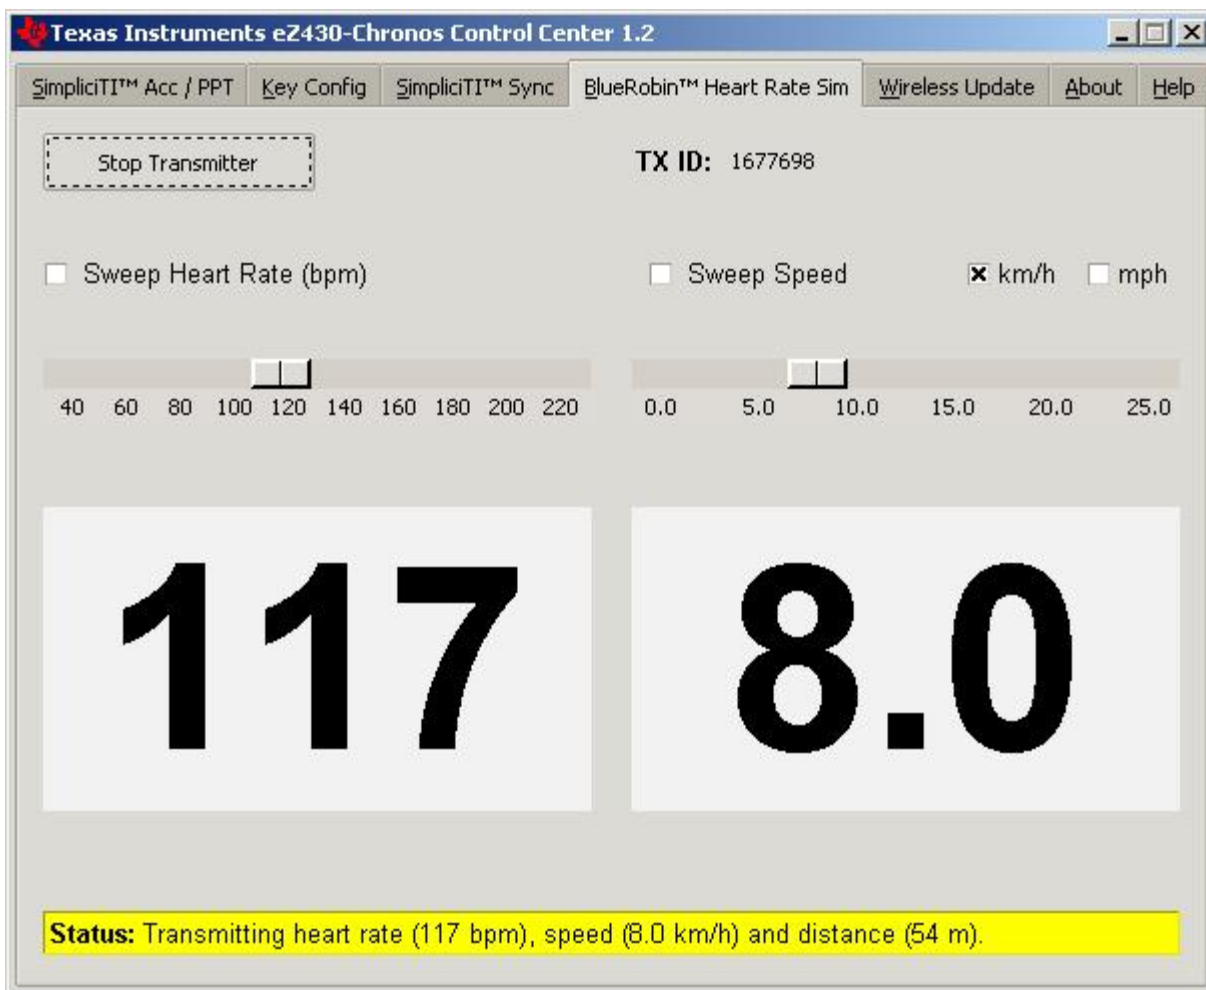 Texas Instruments eZ430-Chronos Control Center 1.2
SimpliciTI™ Acc / PPT Key Config SimpliciTI™ Sync BlueRobin™ Heart Rate Sim Wireless Update About Help
Stop Transmitter TX ID: 1677698
Sweep Heart Rate (bpm) Sweep Speed km/h mph
40 60 80 100 120 140 160 180 200 220 0.0 5.0 10.0 15.0 20.0 25.0
117 8.0
Status: Transmitting heart rate (117 bpm), speed (8.0 km/h) and distance (54 m).